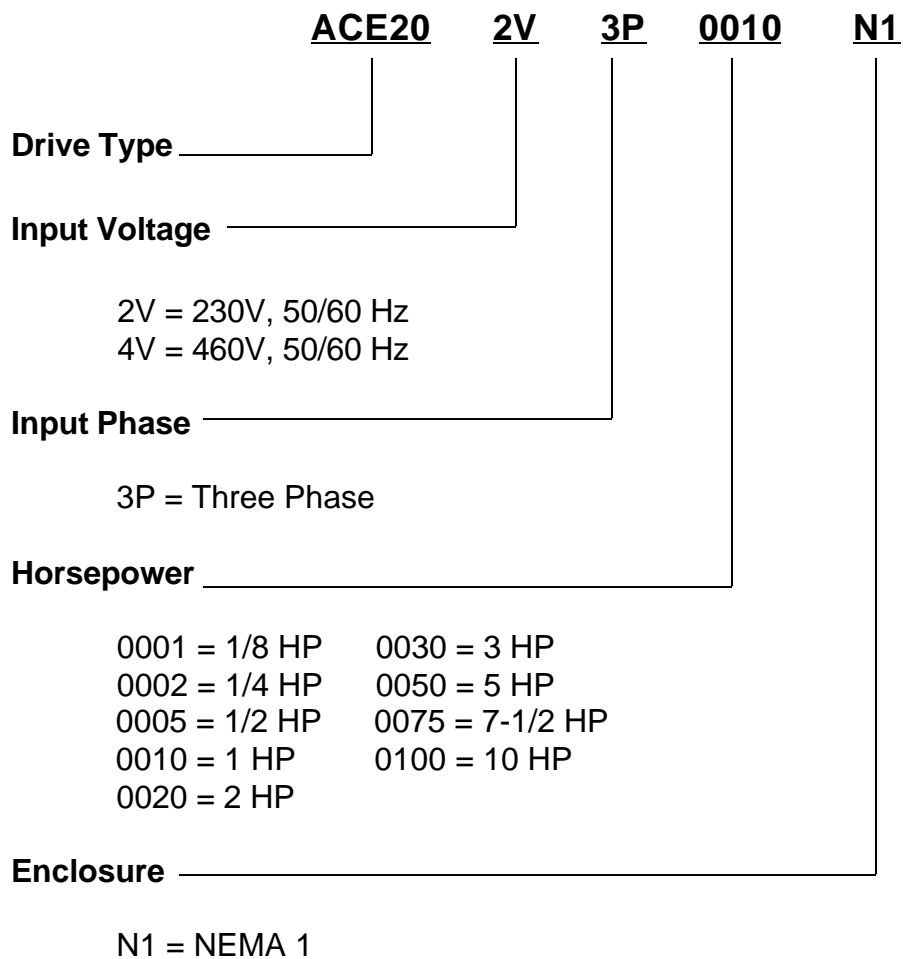 ACE20 2V 3P 0010 N1
Drive Type
Input Voltage
2V = 230V, 50/60 Hz
4V = 460V, 50/60 Hz
Input Phase
3P = Three Phase
Horsepower
0001 = 1/8 HP 0030 = 3 HP
0002 = 1/4 HP 0050 = 5 HP
0005 = 1/2 HP 0075 = 7-1/2 HP
0010 = 1 HP 0100 = 10 HP
0020 = 2 HP
Enclosure
N1 = NEMA 1